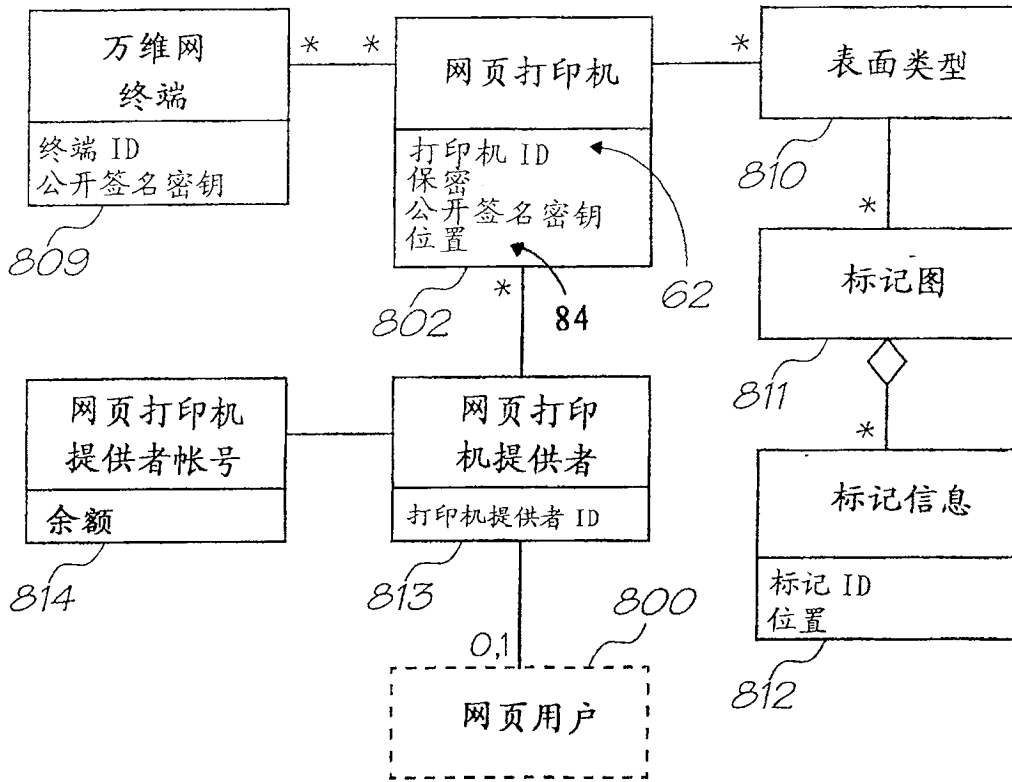 万维网
终端
终端 ID
公开签名密钥
809
* *
网页打印机
打印机 ID
保密
公开签名密钥
位置
802
62
84
*
*
表面类型
810
*
标记图
811
*
标记信息
标记 ID
位置
812
网页打印机
提供者帐号
余额
814
网页打印
机提供者
打印机提供者 ID
813
0,1
800
网页用户